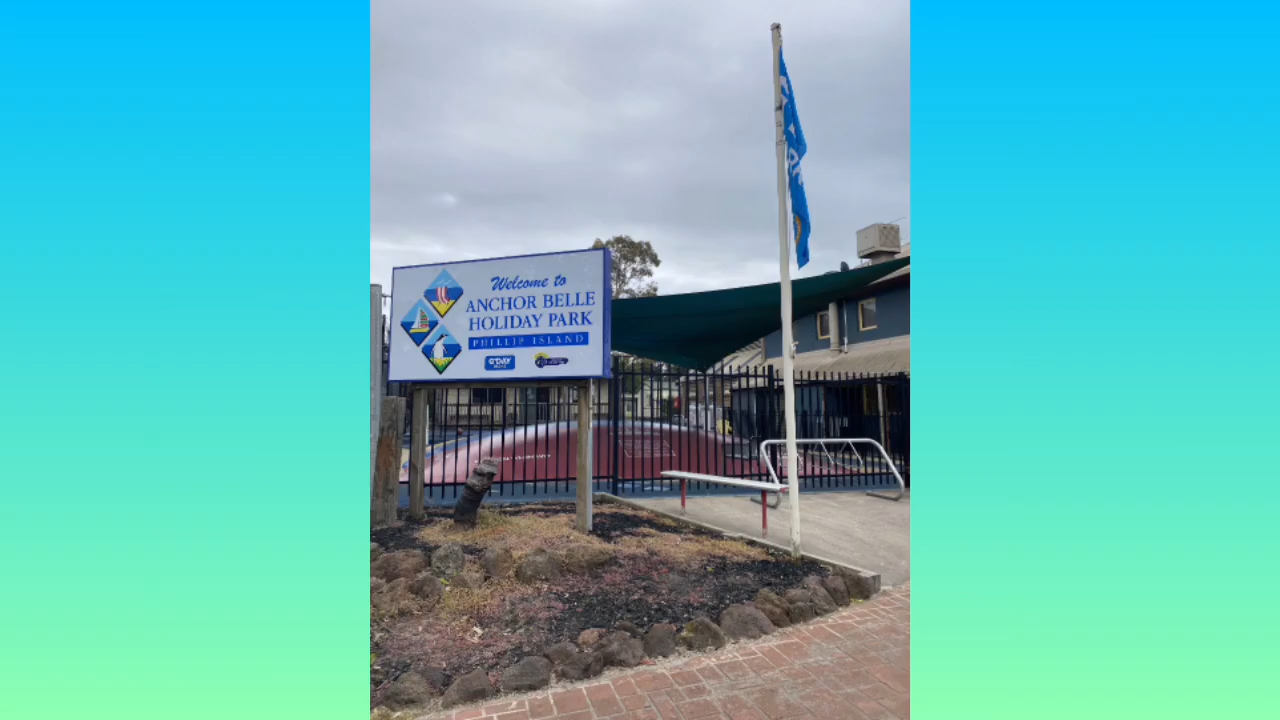 Welcome to
ANCHOR BELLE
HOLIDAY PARK
PHILLIP ISLAND
G'DAY